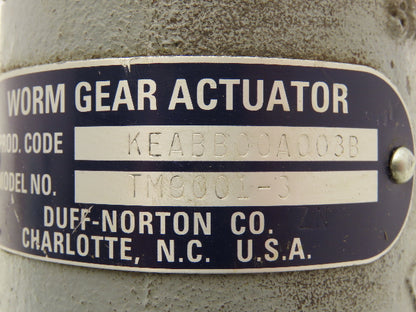 WORM GEAR ACTUATOR
PROD. CODE KEABB00A003B
MODEL NO. TM9001-3
DUFF-NORTON CO.
CHARLOTTE, N.C. U.S.A.